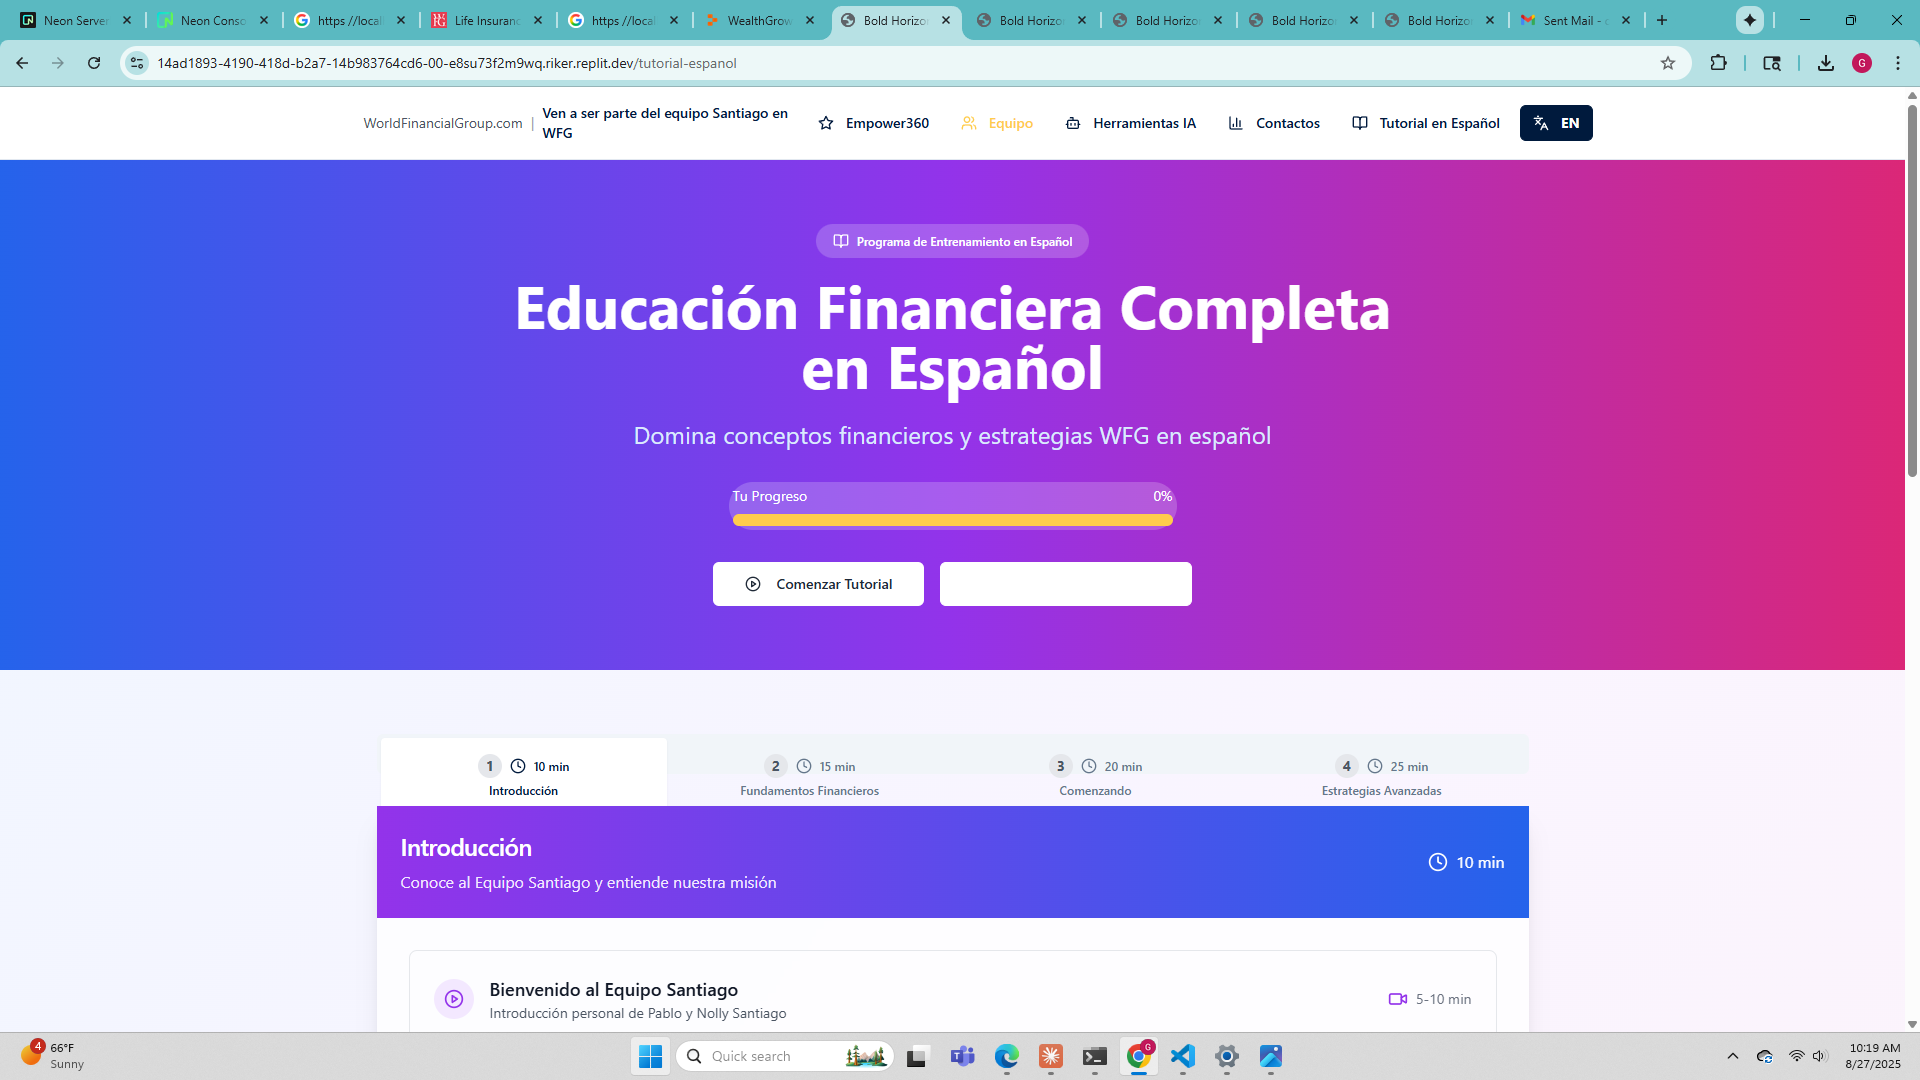 Neon Server
Neon Conso
https://local
Life Insuranc
https://local
WealthGrow
Bold Horizon
Bold Horizon
Bold Horizon
Bold Horizon
Bold Horizon
Sent Mail -
14ad1893-4190-418d-b2a7-14b983764cd6-00-e8su73f2m9wq.riker.replit.dev/tutorial-espanol
G
WorldFinancialGroup.com | Ven a ser parte del equipo Santiago en
WFG
Empower360
Equipo
Herramientas IA
Contactos
Tutorial en Español
EN
Programa de Entrenamiento en Español
Educación Financiera Completa
en Español
Domina conceptos financieros y estrategias WFG en español
Tu Progreso 0%
Comenzar Tutorial
1 10 min
Introducción
2 15 min
Fundamentos Financieros
3 20 min
Comenzando
4 25 min
Estrategias Avanzadas
Introducción
Conoce al Equipo Santiago y entiende nuestra misión
10 min
Bienvenido al Equipo Santiago
Introducción personal de Pablo y Nolly Santiago
5-10 min
4
66°F
Sunny
Quick search
G
10:19 AM
8/27/2025